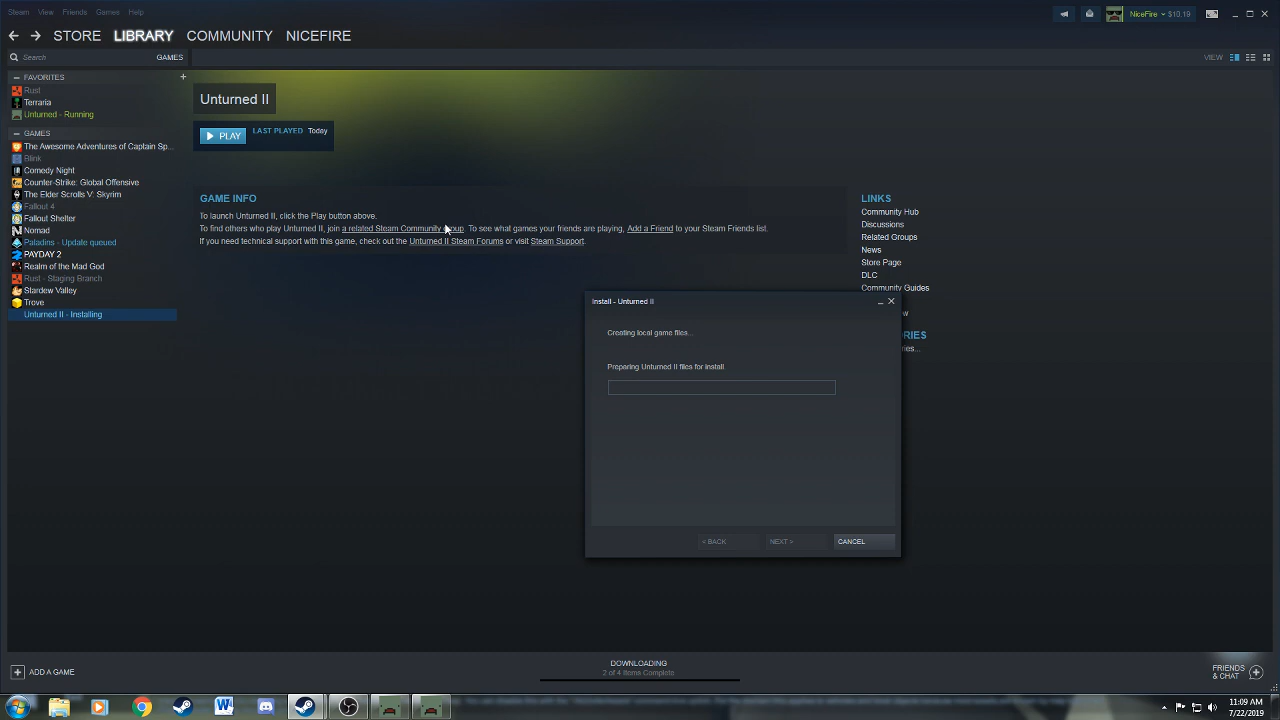 Steam View Friends Games Help
NiceFire $10.19
STORE LIBRARY COMMUNITY NICEFIRE
Search GAMES
VIEW
FAVORITES
Rust
Terraria
Unturned - Running
GAMES
The Awesome Adventures of Captain Sp...
Blink
Comedy Night
Counter-Strike: Global Offensive
The Elder Scrolls V: Skyrim
Fallout 4
Fallout Shelter
Nomad
Paladins - Update queued
PAYDAY 2
Realm of the Mad God
Rust - Staging Branch
Stardew Valley
Trove
Unturned II - Installing
Unturned II
PLAY LAST PLAYED Today
GAME INFO
To launch Unturned II, click the Play button above.
To find others who play Unturned II, join a related Steam Community group. To see what games your friends are playing, Add a Friend to your Steam Friends list.
If you need technical support with this game, check out the Unturned II Steam Forums or visit Steam Support.
LINKS
Community Hub
Discussions
Related Groups
News
Store Page
DLC
Community Guides
Install - Unturned II
Creating local game files...
Preparing Unturned II files for install.
< BACK NEXT > CANCEL
+ ADD A GAME
DOWNLOADING
2 of 4 Items Complete
FRIENDS
& CHAT
11:09 AM
7/22/2019